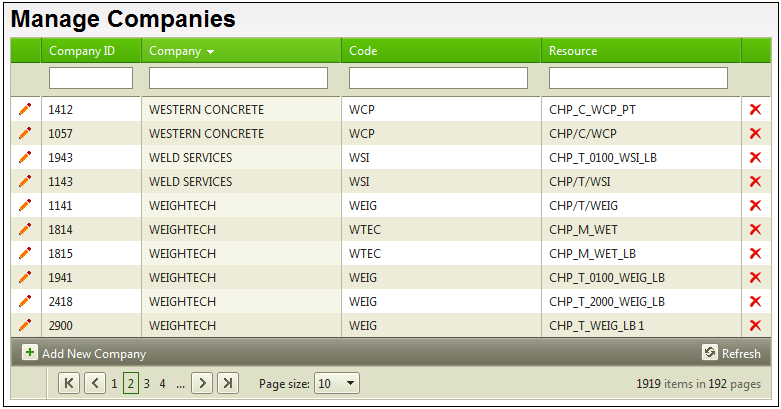 Manage Companies
Company ID Company Code Resource
1412 WESTERN CONCRETE WCP CHP_C_WCP_PT
1057 WESTERN CONCRETE WCP CHP/C/WCP
1943 WELD SERVICES WSI CHP_T_0100_WSI_LB
1143 WELD SERVICES WSI CHP/T/WSI
1141 WEIGHTECH WEIG CHP/T/WEIG
1814 WEIGHTECH WTEC CHP_M_WET
1815 WEIGHTECH WTEC CHP_M_WET_LB
1941 WEIGHTECH WEIG CHP_T_0100_WEIG_LB
2418 WEIGHTECH WEIG CHP_T_2000_WEIG_LB
2900 WEIGHTECH WEIG CHP_T_WEIG_LB 1
Add New Company Refresh
1 2 3 4 ... Page size: 10 1919 items in 192 pages